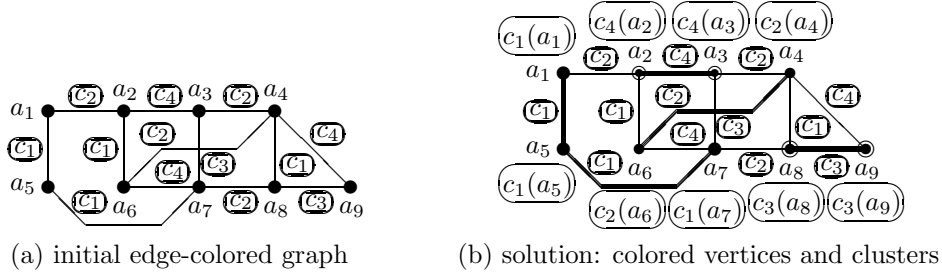 c₁(a₁) c₄(a₂) c₄(a₃) c₂(a₄)
c₂ c₄ c₂
a₁ a₂ a₃ a₄
c₁ c₁ c₂ c₄
c₄ c₃ c₁
a₅ a₆ a₇ a₈ a₉
c₁ c₂ c₃
c₁(a₅) c₂(a₆) c₁(a₇) c₃(a₈) c₃(a₉)
c₂ c₄ c₂
a₁ a₂ a₃ a₄
c₁ c₁ c₂ c₄
c₄ c₃ c₁
a₅ c₁ a₆ a₇ c₂ a₈ c₃ a₉
(a) initial edge-colored graph
(b) solution: colored vertices and clusters